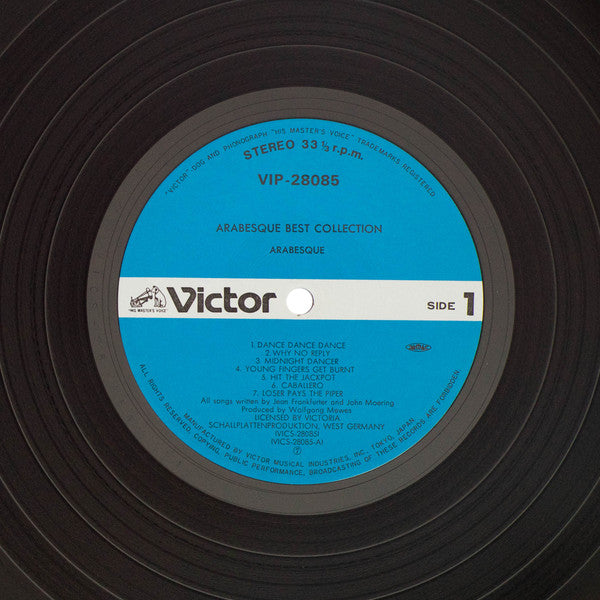 "VICTOR"-DOG AND PHONOGRAPH "HIS MASTER'S VOICE" TRADEMARKS REGISTERED
STEREO 33 ⅓ r.p.m.
VIP-28085
ARABESQUE BEST COLLECTION
ARABESQUE
"HIS MASTER'S VOICE"
Victor
SIDE 1
1. DANCE DANCE DANCE
2. WHY NO REPLY
3. MIDNIGHT DANCER
4. YOUNG FINGERS GET BURNT
5. HIT THE JACKPOT
6. CABALLERO
7. LOSER PAYS THE PIPER
All songs written by Jean Frankfurter and John Moering
Produced by Wolfgang Mewes
LICENSED BY VICTORIA
SCHALLPLATTENPRODUKTION, WEST GERMANY
(VICS-28085)
(VICS-28085-A)
MANUFACTURED BY VICTOR MUSICAL INDUSTRIES, INC. TOKYO, JAPAN
ALL RIGHTS RESERVED. COPYING, PUBLIC PERFORMANCE, BROADCASTING OF THESE RECORDS ARE FORBIDDEN